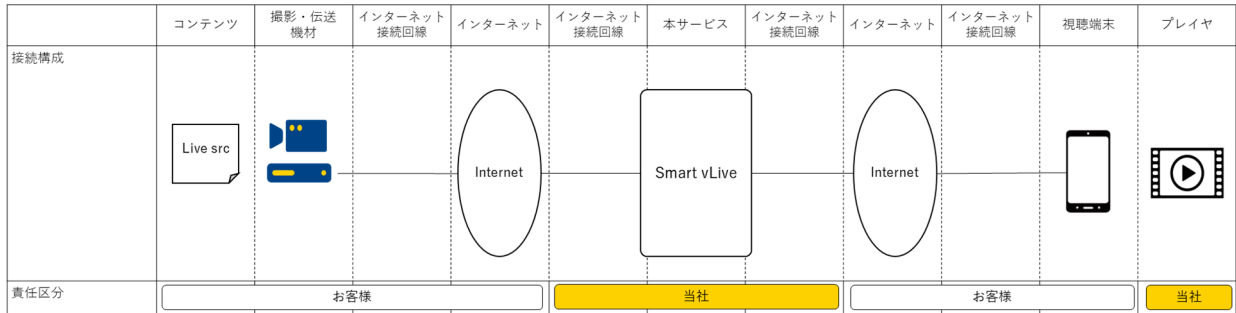 コンテンツ
撮影・伝送
機材
インターネット
接続回線
インターネット
インターネット
接続回線
本サービス
インターネット
接続回線
インターネット
インターネット
接続回線
視聴端末
プレイヤ
接続構成
Live src
Internet
Smart vLive
Internet
責任区分
お客様
当社
お客様
当社